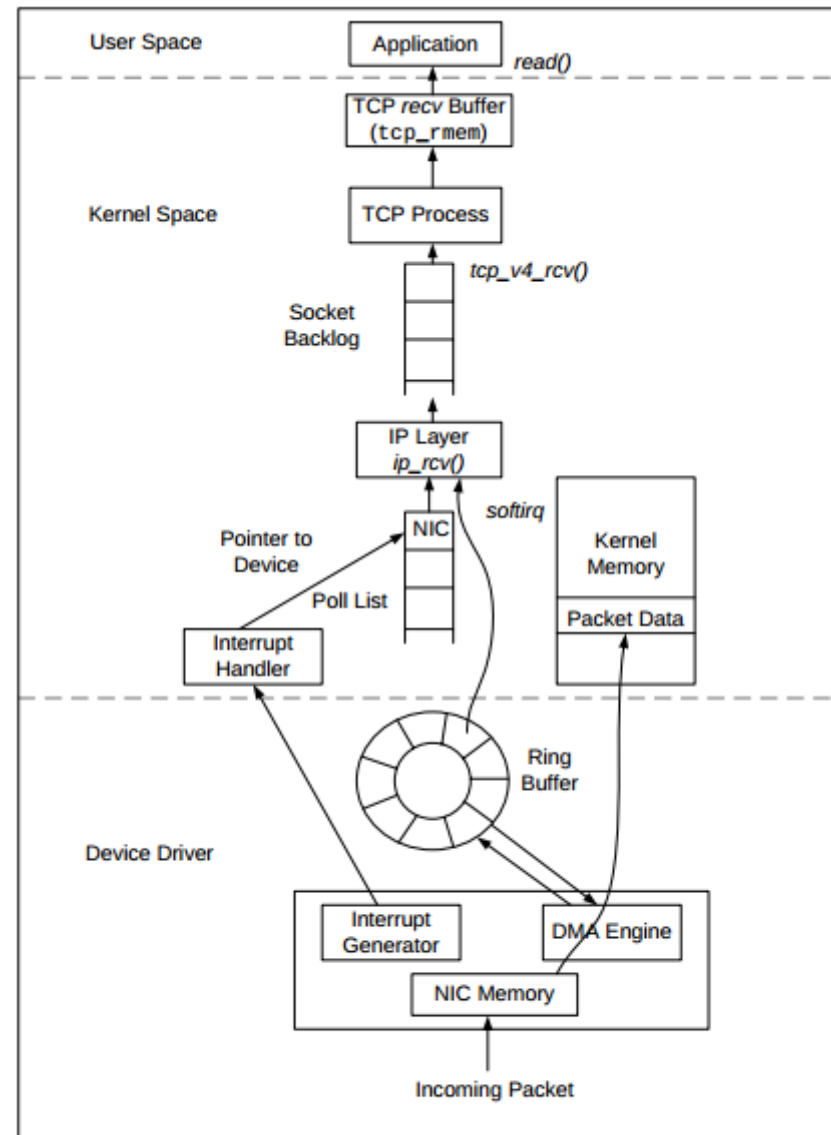 User Space
Application
read()
TCP recv Buffer
(tcp_rmem)
Kernel Space
TCP Process
tcp_v4_rcv()
Socket
Backlog
IP Layer
ip_rcv()
softirq
Pointer to
Device
NIC
Poll List
Kernel
Memory
Packet Data
Interrupt
Handler
Ring
Buffer
Device Driver
Interrupt
Generator
DMA Engine
NIC Memory
Incoming Packet